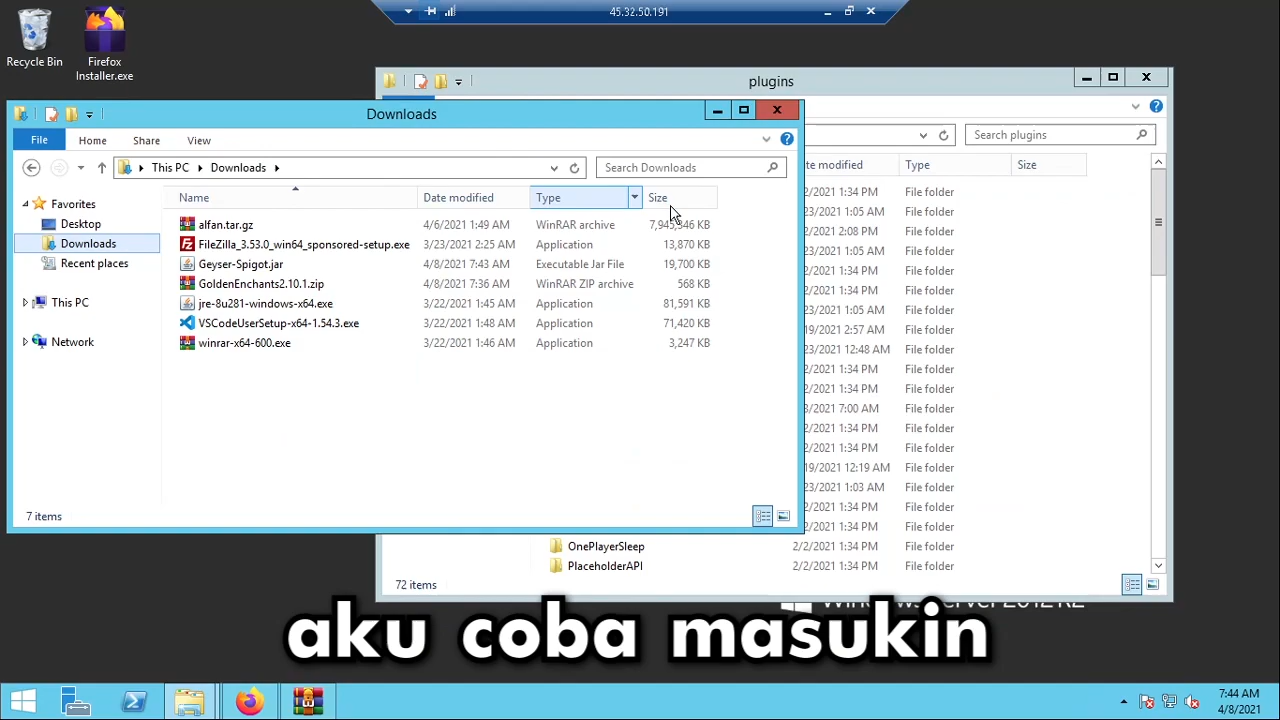 45.32.50.191
Recycle Bin
Firefox
Installer.exe
plugins
Search plugins
Type
Size
Downloads
File
Home
Share
View
This PC
Downloads
Search Downloads
Name
Date modified
Type
Size
Favorites
Desktop
Downloads
Recent places
This PC
Network
alfan.tar.gz 4/6/2021 1:49 AM WinRAR archive
FileZilla_3.53.0_win64_sponsored-setup.exe 3/23/2021 2:25 AM Application 13,870 KB
Geyser-Spigot.jar 4/8/2021 7:43 AM Executable Jar File 19,700 KB
GoldenEnchants2.10.1.zip 4/8/2021 7:36 AM WinRAR ZIP archive 568 KB
jre-8u281-windows-x64.exe 3/22/2021 1:45 AM Application 81,591 KB
VSCodeUserSetup-x64-1.54.3.exe 3/22/2021 1:48 AM Application 71,420 KB
winrar-x64-600.exe 3/22/2021 1:46 AM Application 3,247 KB
7 items
2/2021 1:34 PM File folder
3/2021 1:05 AM File folder
2/2021 2:08 PM File folder
2/2021 1:05 AM File folder
2/2021 1:34 PM File folder
2/2021 1:34 PM File folder
3/2021 1:05 AM File folder
19/2021 2:57 AM File folder
23/2021 12:48 AM File folder
2/2021 1:34 PM File folder
2/2021 1:34 PM File folder
3/2021 7:00 AM File folder
2/2021 1:34 PM File folder
2/2021 1:34 PM File folder
19/2021 12:19 AM File folder
23/2021 1:03 AM File folder
2/2021 1:34 PM File folder
2/2021 1:34 PM File folder
OnePlayerSleep 2/2/2021 1:34 PM File folder
PlaceholderAPI 2/2/2021 1:34 PM File folder
72 items
aku coba masukin
7:44 AM
4/8/2021